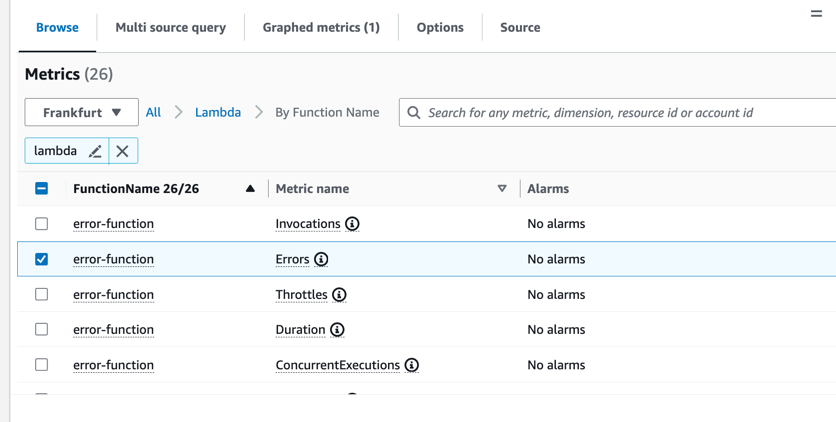 Browse Multi source query Graphed metrics (1) Options Source
Metrics (26)
Frankfurt All Lambda By Function Name Search for any metric, dimension, resource id or account id
lambda
FunctionName 26/26 Metric name Alarms
error-function Invocations No alarms
error-function Errors No alarms
error-function Throttles No alarms
error-function Duration No alarms
error-function ConcurrentExecutions No alarms